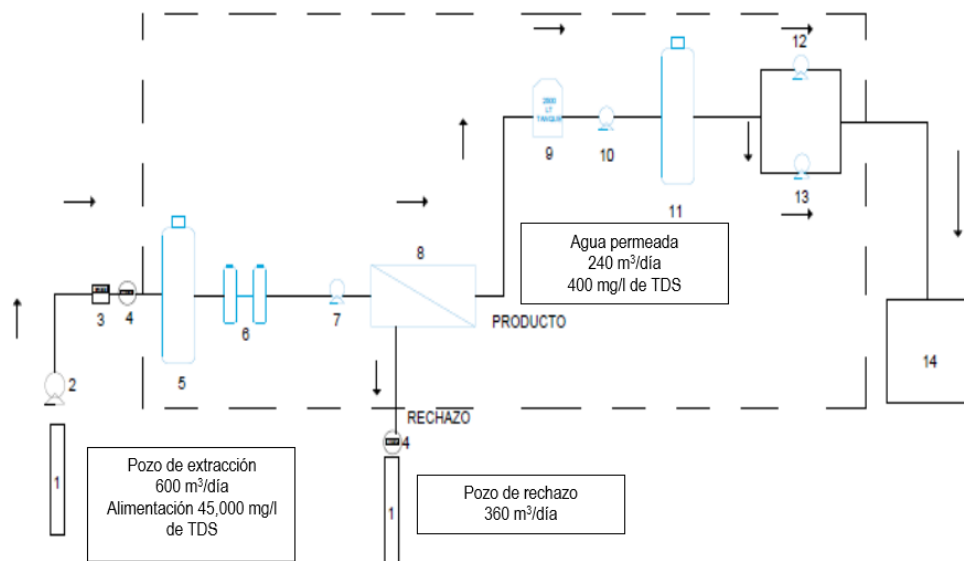 12
2500
LT
9
10
11
13
Agua permeada
240 m³/día
400 mg/l de TDS
8
3
4
5
6
7
PRODUCTO
14
2
RECHAZO
4
1
Pozo de extracción
600 m³/día
Alimentación 45,000 mg/l
de TDS
1
Pozo de rechazo
360 m³/día